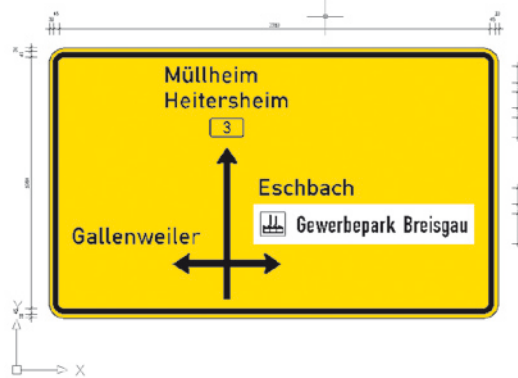 Müllheim
Heitersheim
3
Eschbach
Gewerbepark Breisgau
Gallenweiler
Y
X